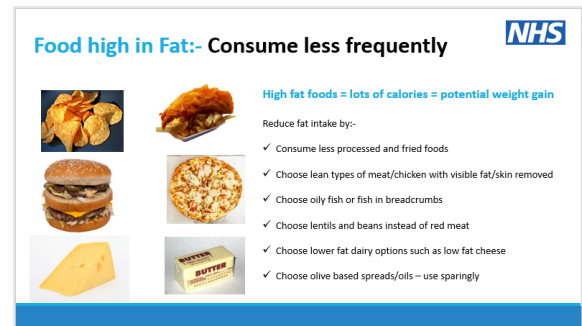 Food high in Fat:- Consume less frequently
NHS
High fat foods = lots of calories = potential weight gain
Reduce fat intake by:-
✓ Consume less processed and fried foods
✓ Choose lean types of meat/chicken with visible fat/skin removed
✓ Choose oily fish or fish in breadcrumbs
✓ Choose lentils and beans instead of red meat
✓ Choose lower fat dairy options such as low fat cheese
✓ Choose olive based spreads/oils – use sparingly
BUTTER
BUTTER